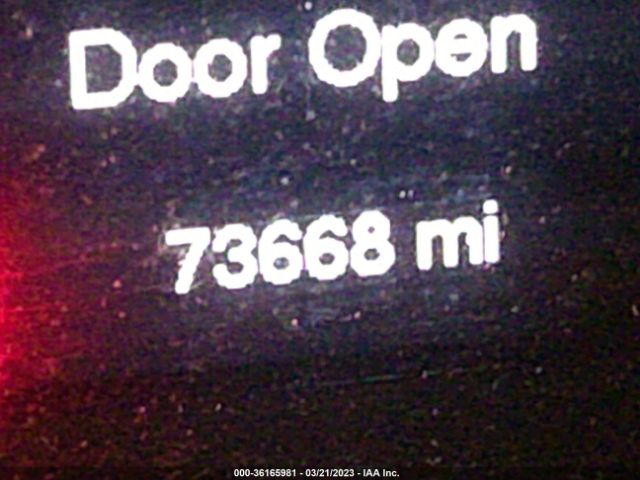 Door Open
73668 mi
000-36165981 - 03/21/2023 - IAA Inc.